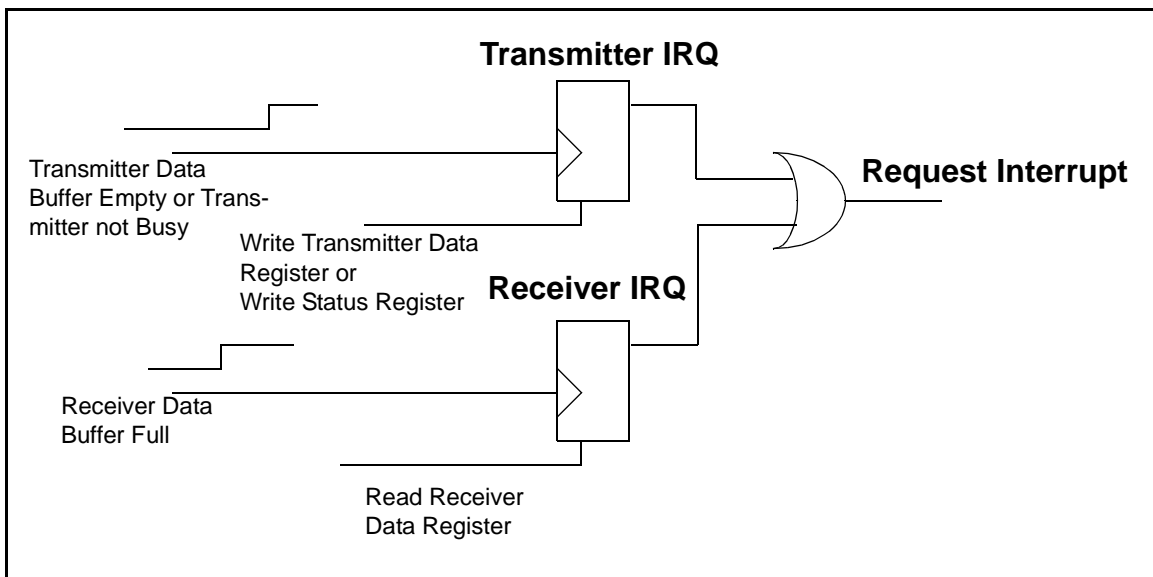 Transmitter IRQ
Transmitter Data
Buffer Empty or Trans-
mitter not Busy
Request Interrupt
Write Transmitter Data
Register or
Write Status Register
Receiver IRQ
Receiver Data
Buffer Full
Read Receiver
Data Register